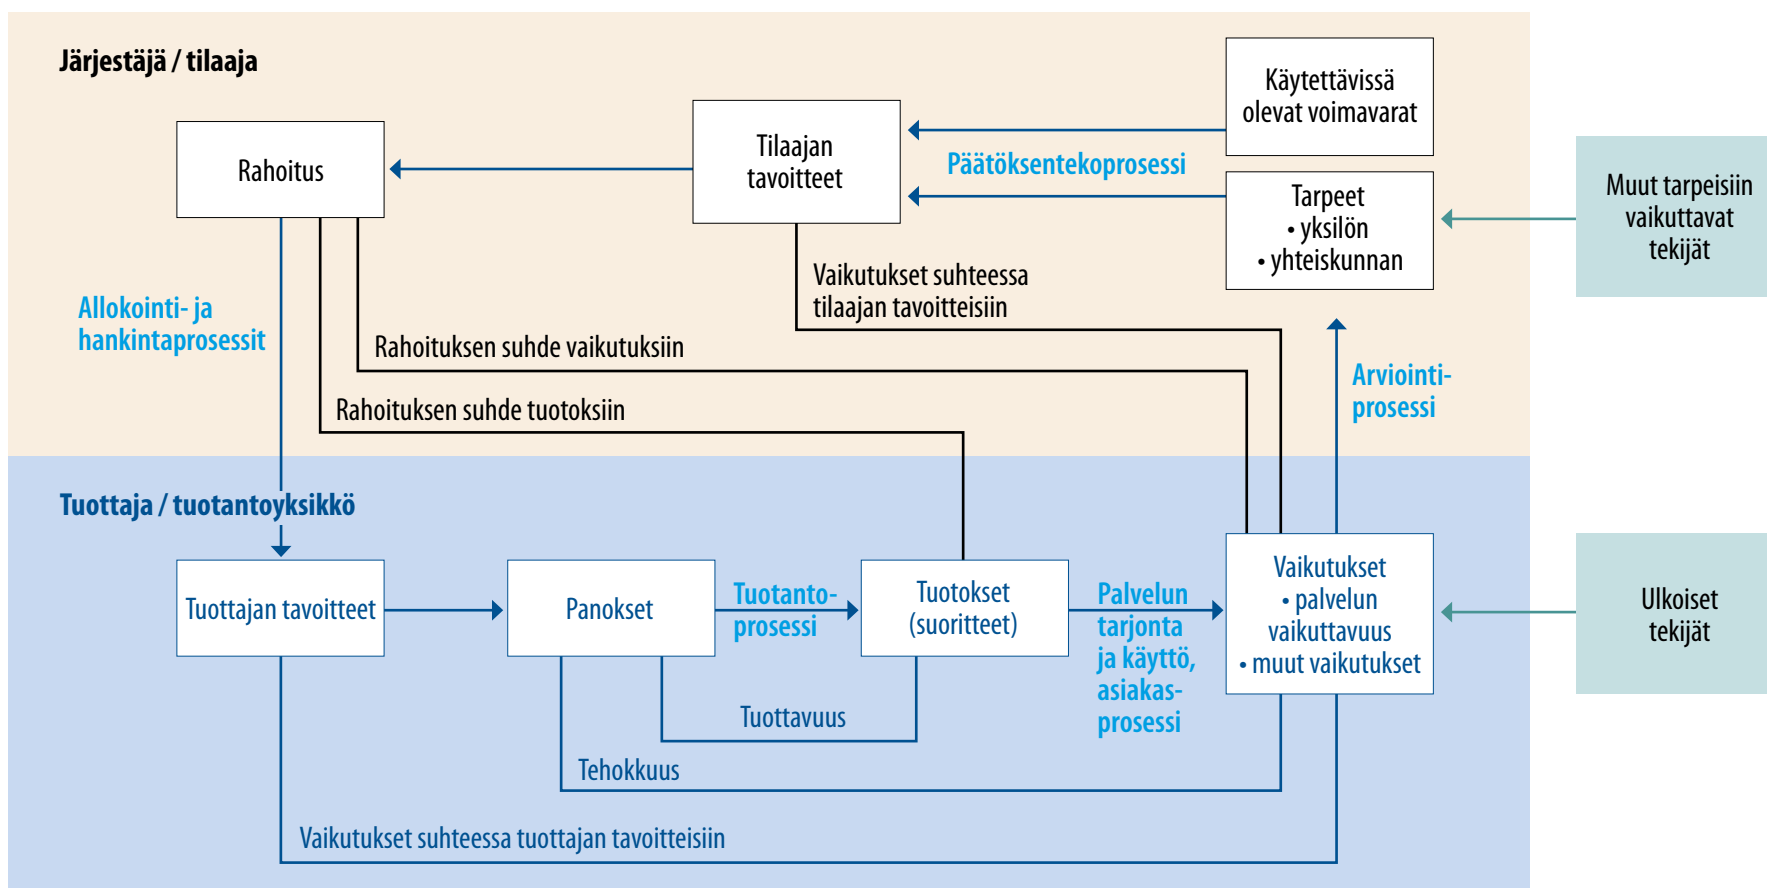 Järjestäjä / tilaaja
Käytettävissä
olevat voimavarat
Tilaajan
tavoitteet
Rahoitus
Päätöksentekoprosessi
Tarpeet
• yksilön
• yhteiskunnan
Muut tarpeisiin
vaikuttavat
tekijät
Vaikutukset suhteessa
tilaajan tavoitteisiin
Allokointi- ja
hankintaprosessit
Rahoituksen suhde vaikutuksiin
Arviointi-
prosessi
Rahoituksen suhde tuotoksiin
Tuottaja / tuotantoyksikkö
Tuottajan tavoitteet
Panokset
Tuotanto-
prosessi
Tuotokset
(suoritteet)
Palvelun
tarjonta
ja käyttö,
asiakas-
prosessi
Vaikutukset
• palvelun
vaikuttavuus
• muut vaikutukset
Ulkoiset
tekijät
Tuottavuus
Tehokkuus
Vaikutukset suhteessa tuottajan tavoitteisiin